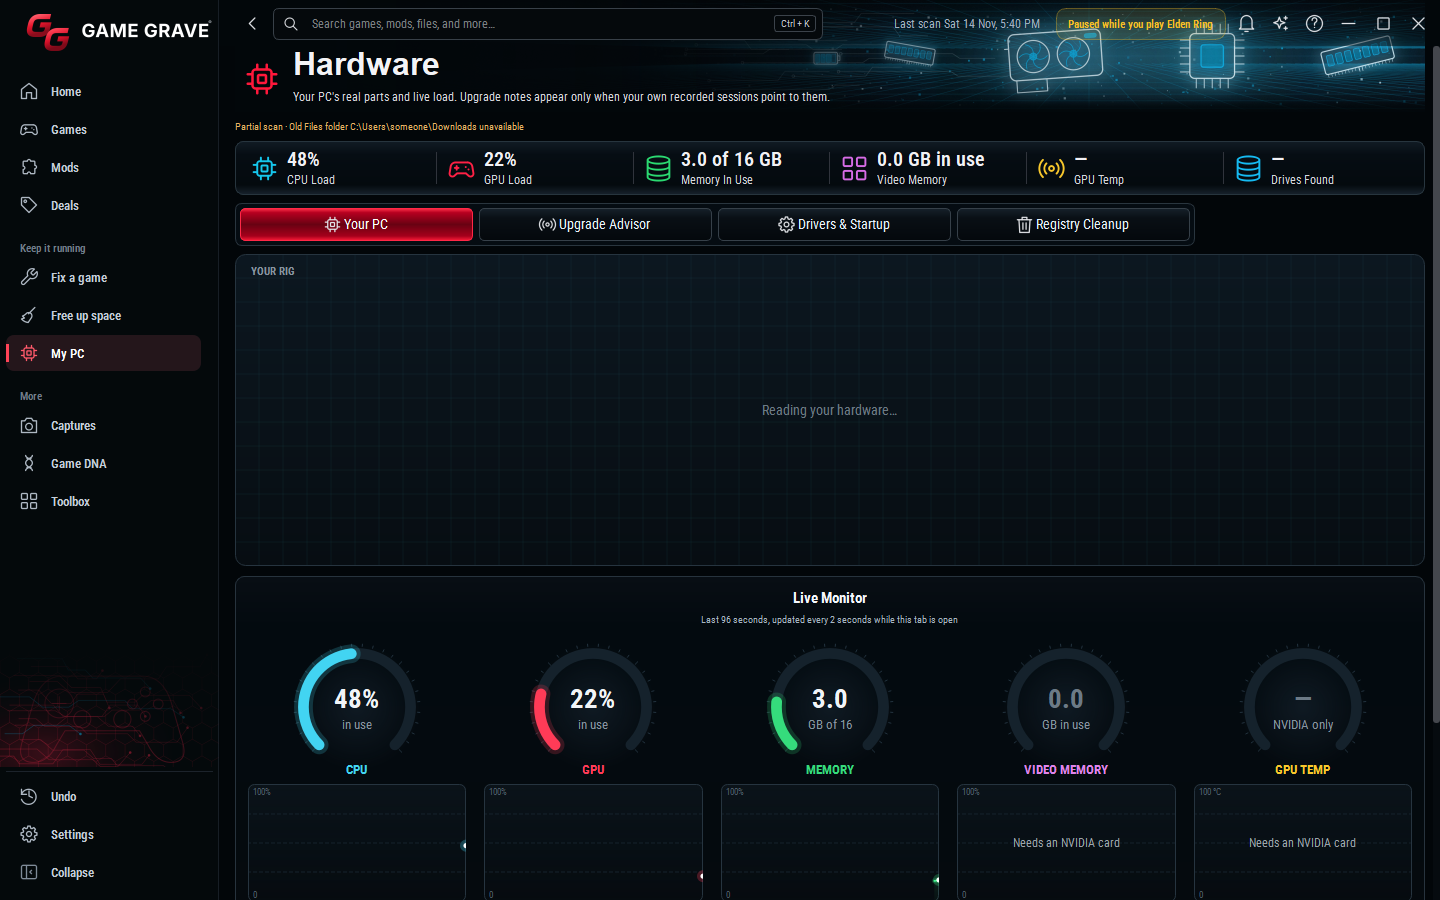 GAME GRAVE
Search games, mods, files, and more...
Ctrl + K
Last scan Sat 14 Nov, 5:40 PM
Paused while you play Elden Ring
Home
Games
Mods
Deals
Keep it running
Fix a game
Free up space
My PC
More
Captures
Game DNA
Toolbox
Undo
Settings
Collapse
Hardware
Your PC's real parts and live load. Upgrade notes appear only when your own recorded sessions point to them.
Partial scan · Old Files folder C:\Users\someone\Downloads unavailable
48%
CPU Load
22%
GPU Load
3.0 of 16 GB
Memory In Use
0.0 GB in use
Video Memory
–
GPU Temp
–
Drives Found
Your PC
Upgrade Advisor
Drivers & Startup
Registry Cleanup
YOUR RIG
Reading your hardware...
Live Monitor
Last 96 seconds, updated every 2 seconds while this tab is open
48%
in use
CPU
22%
in use
GPU
3.0
GB of 16
MEMORY
0.0
GB in use
VIDEO MEMORY
–
NVIDIA only
GPU TEMP
100%
0
100%
0
100%
0
100%
Needs an NVIDIA card
0
100 °C
Needs an NVIDIA card
0